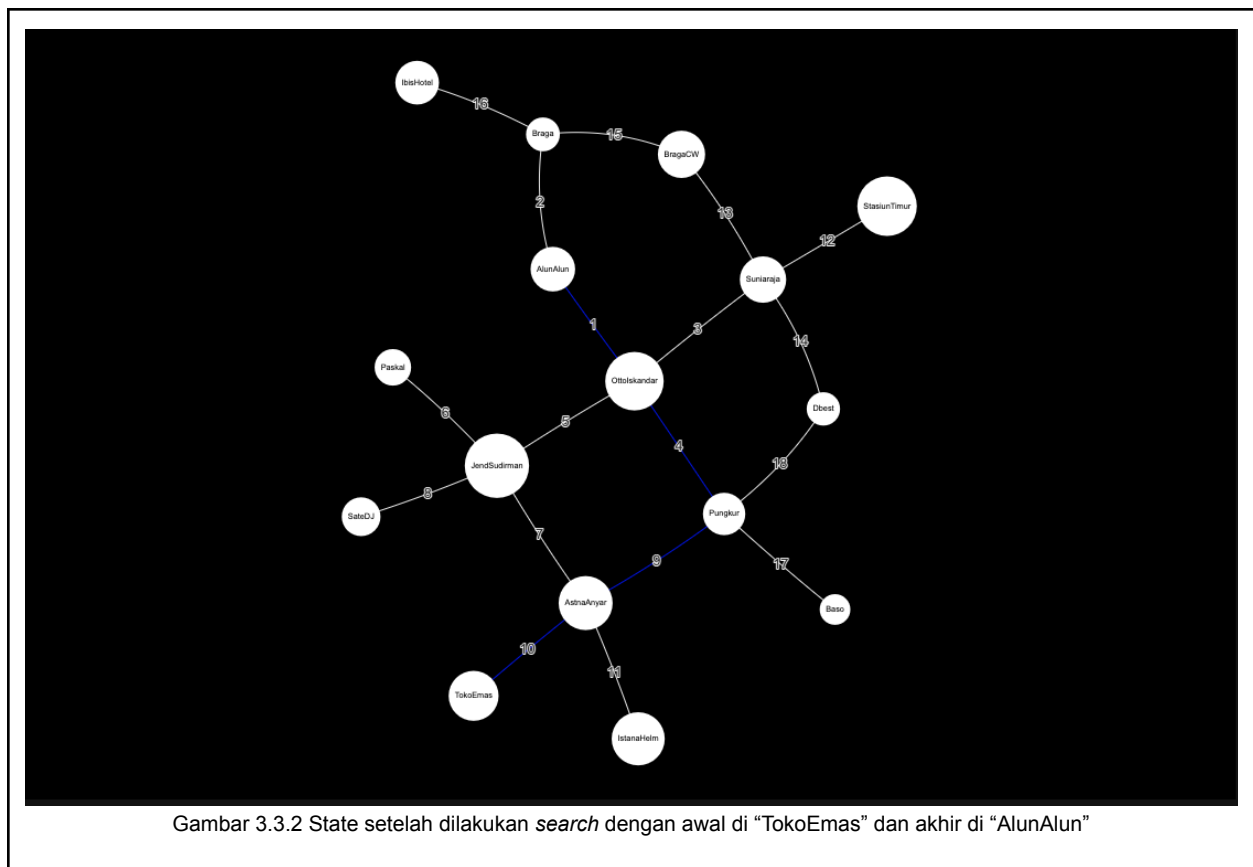 IbisHotel
16
Braga
15
BragaCW
StasiunTimur
2
13
12
AlunAlun
Suniaraja
1
3
14
Paskal
OttoIskandar
Dbest
6
5
4
JendSudirman
18
8
SateDJ
Pungkur
7
9
17
AstnaAnyar
Baso
10
11
TokoEmas
IstanaHelm
Gambar 3.3.2 State setelah dilakukan search dengan awal di “TokoEmas” dan akhir di “AlunAlun”